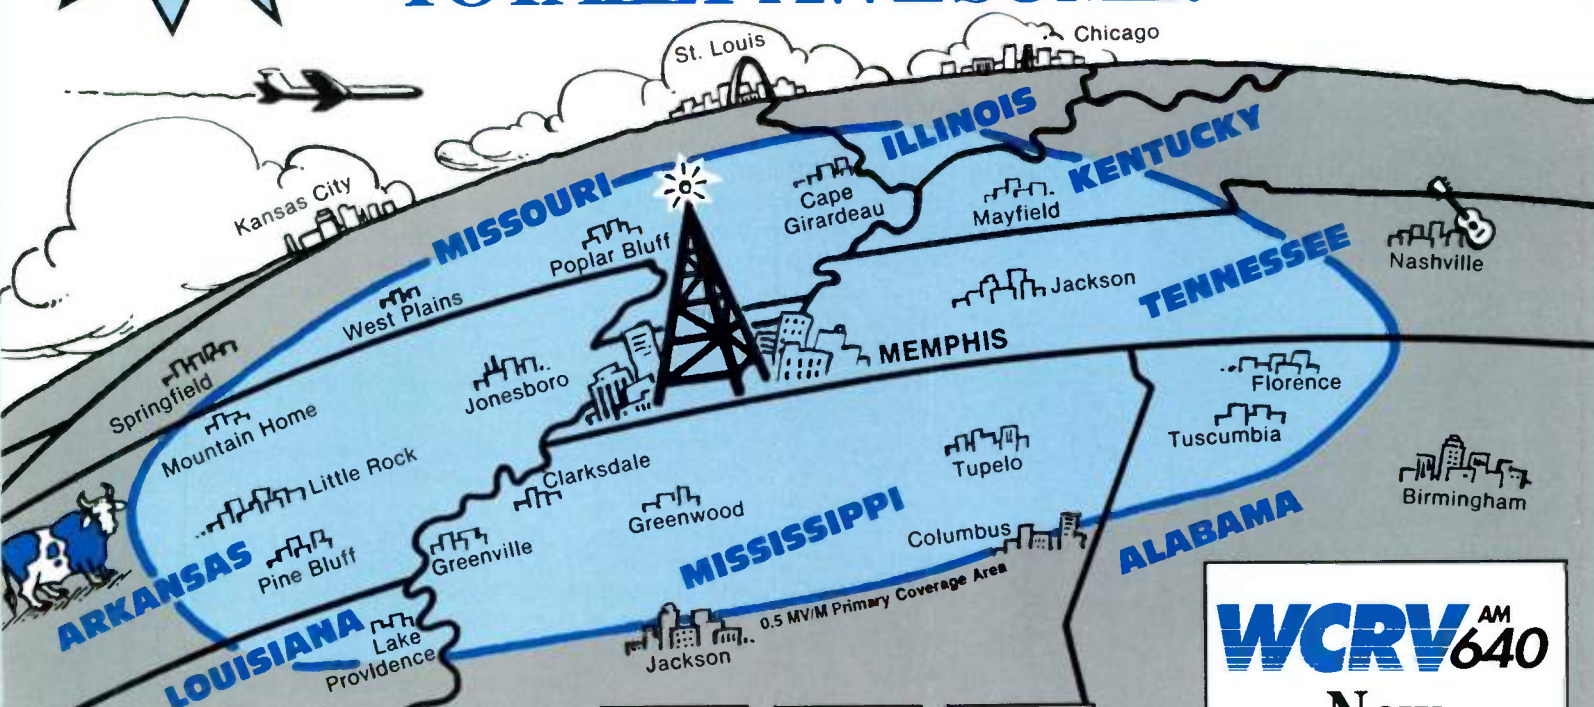 St. Louis
Chicago
Kansas City
ILLINOIS
KENTUCKY
MISSOURI
Cape
Girardeau
Mayfield
Poplar Bluff
Nashville
West Plains
Jackson
TENNESSEE
MEMPHIS
Springfield
Jonesboro
Florence
Mountain Home
Tuscumbia
Little Rock
Clarksdale
Tupelo
Birmingham
Greenwood
Columbus
Pine Bluff
Greenville
MISSISSIPPI
ALABAMA
ARKANSAS
0.5 MV/M Primary Coverage Area
LOUISIANA
Lake
Providence
Jackson
WCRV AM
640